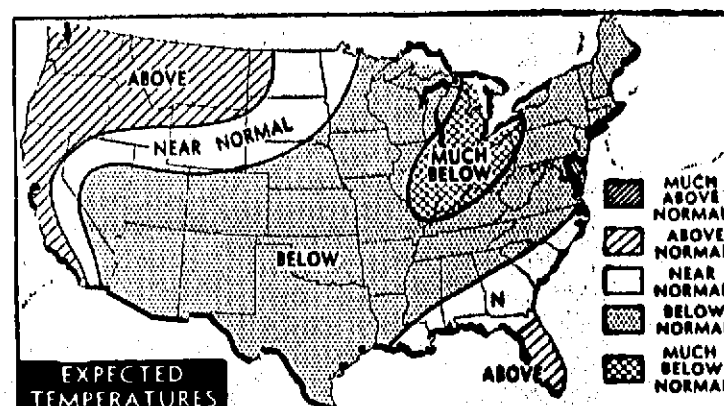 ABOVE
NEAR NORMAL
MUCH
BELOW
BELOW
N
ABOVE
EXPECTED
TEMPERATURES
MUCH
ABOVE
NORMAL
ABOVE
NORMAL
NEAR
NORMAL
BELOW
NORMAL
MUCH
BELOW
NORMAL